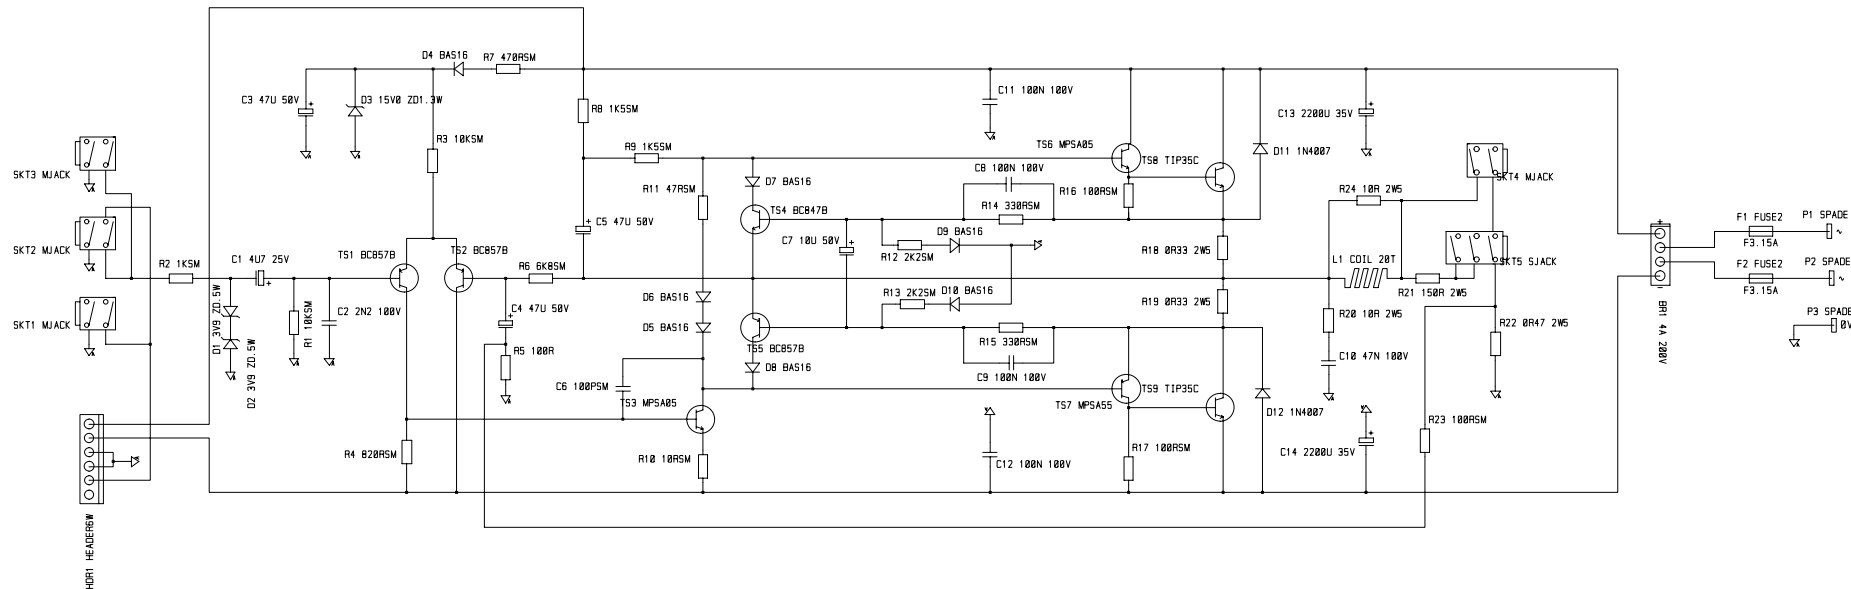 D4 BAS16
R7 470RSM
C3 47U 50V
+
D3 15V0 ZD1.3W
R8 1K5SM
C11 100N 100V
C13 2200U 35V
+
R3 10KSM
R9 1K5SM
TS6 MPSA05
TS8 TIP35C
D11 1N4007
SKT3 MJACK
D7 BAS16
C8 100N 100V
R16 100RSM
R24 10R 2W5
SKT4 MJACK
R11 47RSM
TS4 BC847B
R14 330RSM
F1 FUSE2
P1 SPADE
F3.15A
~
C5 47U 50V
+
C7 10U 50V
+
D9 BAS16
R12 2K2SM
R18 0R33 2W5
SKT2 MJACK
TS1 BC857B
TS2 BC857B
R2 1KSM
C1 4U7 25V
+
R6 6K8SM
L1 COIL 20T
SKT5 SJACK
+
F2 FUSE2
P2 SPADE
F3.15A
~
R13 2K2SM
D10 BAS16
R19 0R33 2W5
R21 150R 2W5
-
BR1 4A 200V
SKT1 MJACK
D1 3V9 ZD.5W
D2 3V9 ZD.5W
R1 10KSM
C2 2N2 100V
C4 47U 50V
+
D6 BAS16
D5 BAS16
R20 10R 2W5
R22 0R47 2W5
P3 SPADE
0V
R5 100R
TS5 BC857B
D8 BAS16
R15 330RSM
C9 100N 100V
C10 47N 100V
C6 100PSM
TS3 MPSA05
TS9 TIP35C
TS7 MPSA55
D12 1N4007
R23 100RSM
R4 820RSM
R10 10RSM
C12 100N 100V
R17 100RSM
C14 2200U 35V
+
HDR1 HEADER6W